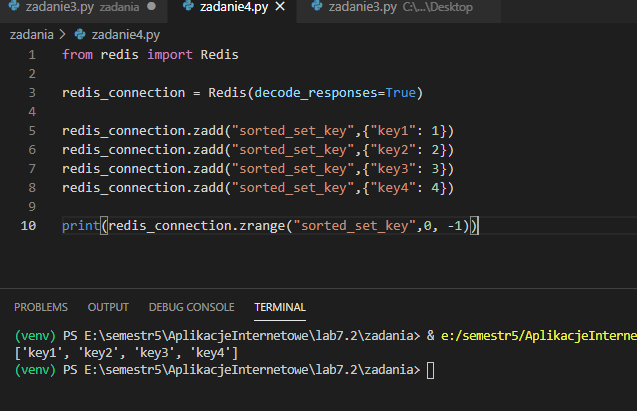 zadanie3.py zadania
zadanie4.py
zadanie3.py C:\...\Desktop
zadania > zadanie4.py
1 from redis import Redis
2
3 redis_connection = Redis(decode_responses=True)
4
5 redis_connection.zadd("sorted_set_key",{"key1": 1})
6 redis_connection.zadd("sorted_set_key",{"key2": 2})
7 redis_connection.zadd("sorted_set_key",{"key3": 3})
8 redis_connection.zadd("sorted_set_key",{"key4": 4})
9
10 print(redis_connection.zrange("sorted_set_key",0, -1))
PROBLEMS OUTPUT DEBUG CONSOLE TERMINAL
(venv) PS E:\semestr5\AplikacjeInternetowe\lab7.2\zadania> & e:/semestr5/AplikacjeInterne
['key1', 'key2', 'key3', 'key4']
(venv) PS E:\semestr5\AplikacjeInternetowe\lab7.2\zadania>